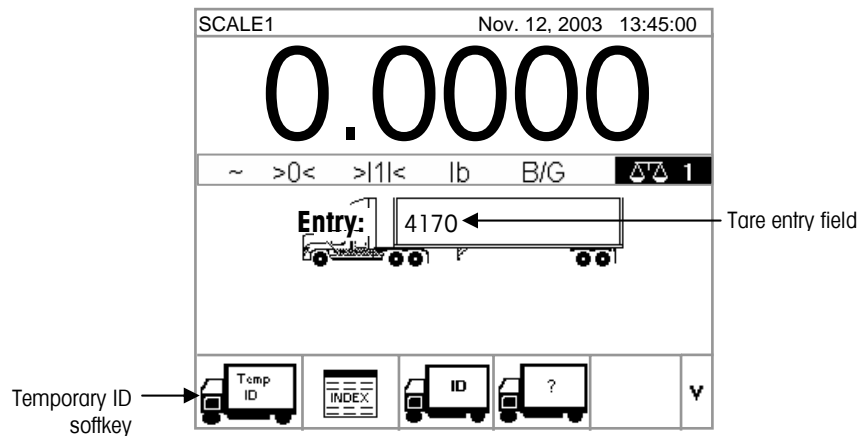 SCALE1 Nov. 12, 2003 13:45:00
0.0000
~ >0< >|1|< lb B/G 1
Entry: 4170
Tare entry field
Temp
ID
INDEX
ID
?
v
Temporary ID
softkey